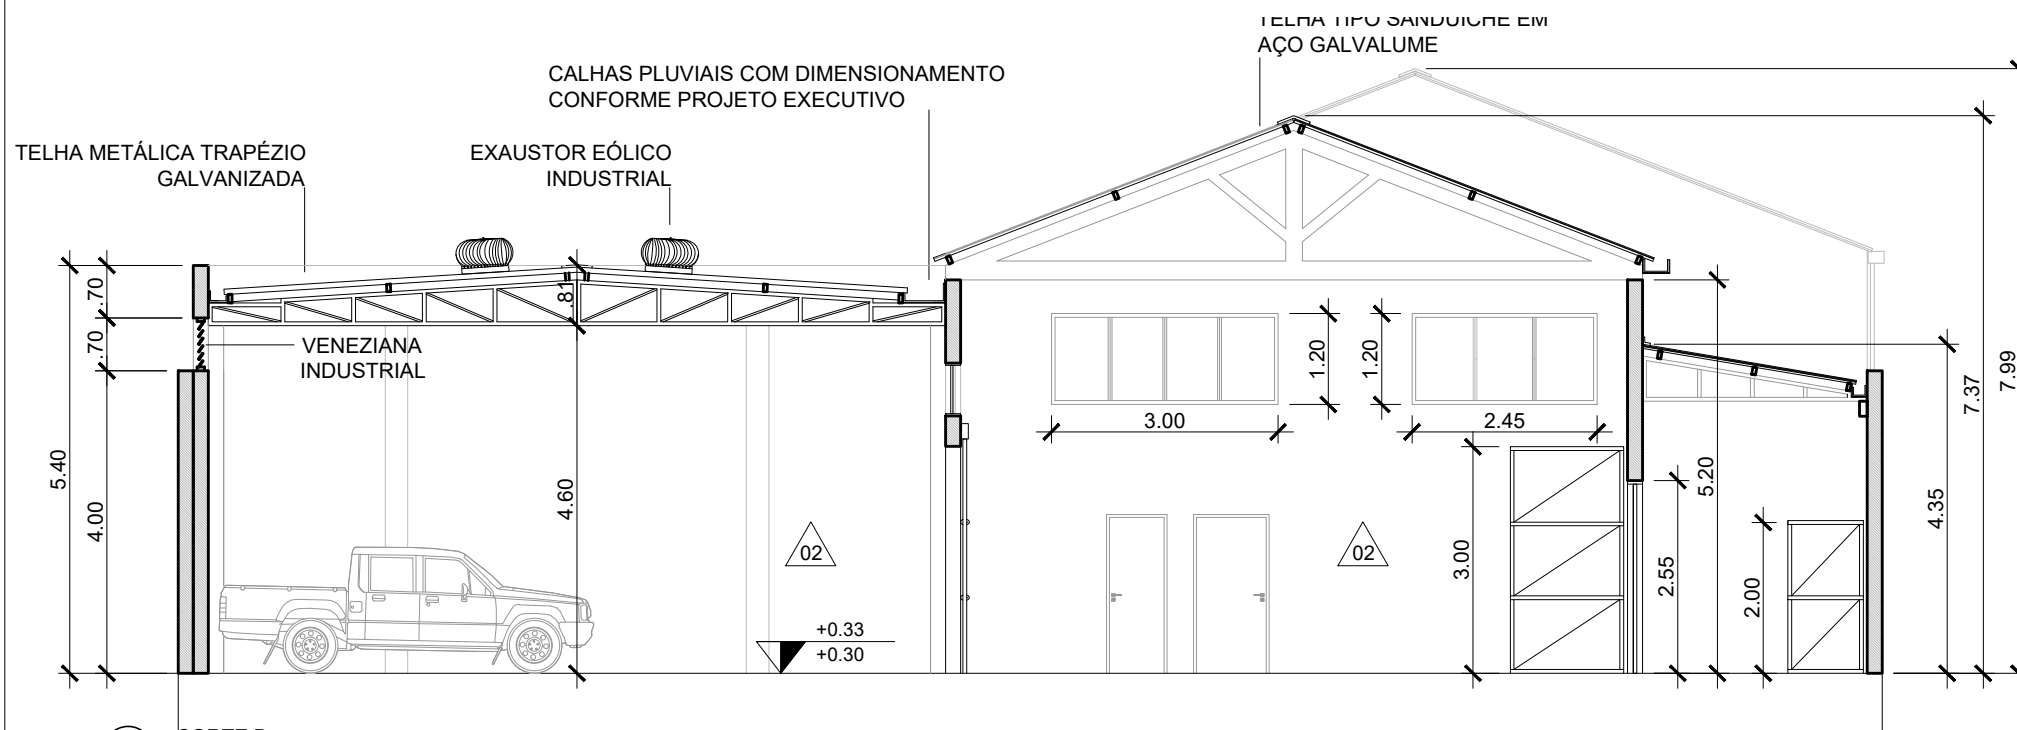 TELHA TIPO SANDUICHE EM
AÇO GALVALUME
CALHAS PLUVIAIS COM DIMENSIONAMENTO
CONFORME PROJETO EXECUTIVO
TELHA METÁLICA TRAPÉZIO
GALVANIZADA
EXAUSTOR EÓLICO
INDUSTRIAL
VENEZIANA
INDUSTRIAL
.70
.70
5.40
4.00
.81
4.60
02
+0.33
+0.30
3.00
1.20
1.20
2.45
02
3.00
2.55
5.20
2.00
4.35
7.37
7.99